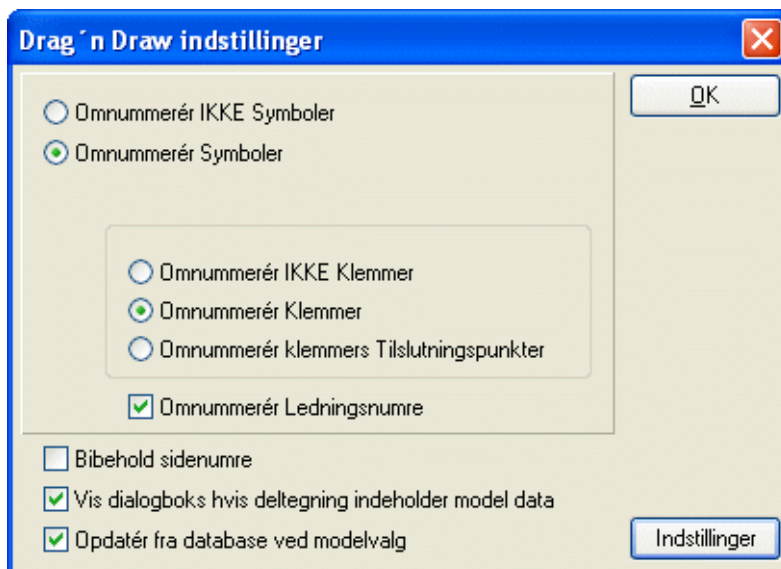 Drag´n Draw indstillinger
OK
Omnummerér IKKE Symboler
Omnummerér Symboler
Omnummerér IKKE Klemmer
Omnummerér Klemmer
Omnummerér klemmers Tilslutningspunkter
Omnummerér Ledningsnumre
Bibehold sidenumre
Vis dialogboks hvis deltegning indeholder model data
Opdatér fra database ved modelvalg
Indstillinger